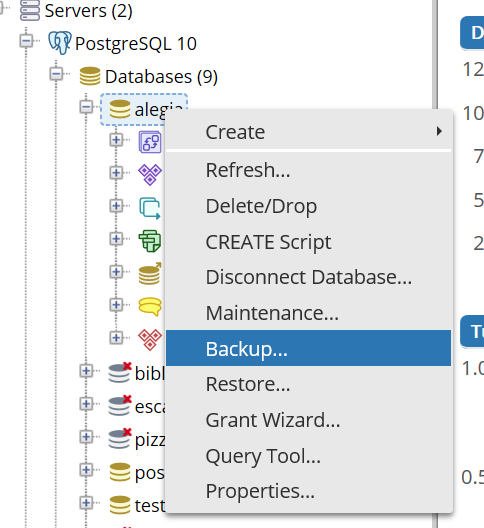 Servers (2)
D
PostgreSQL 10
12
Databases (9)
alegia
10
Create
7
Refresh...
5
Delete/Drop
CREATE Script
2
Disconnect Database...
Maintenance...
Tu
Backup...
1.0
bibl
Restore...
esca
Grant Wizard...
pizz
Query Tool...
pos
0.5
Properties...
test